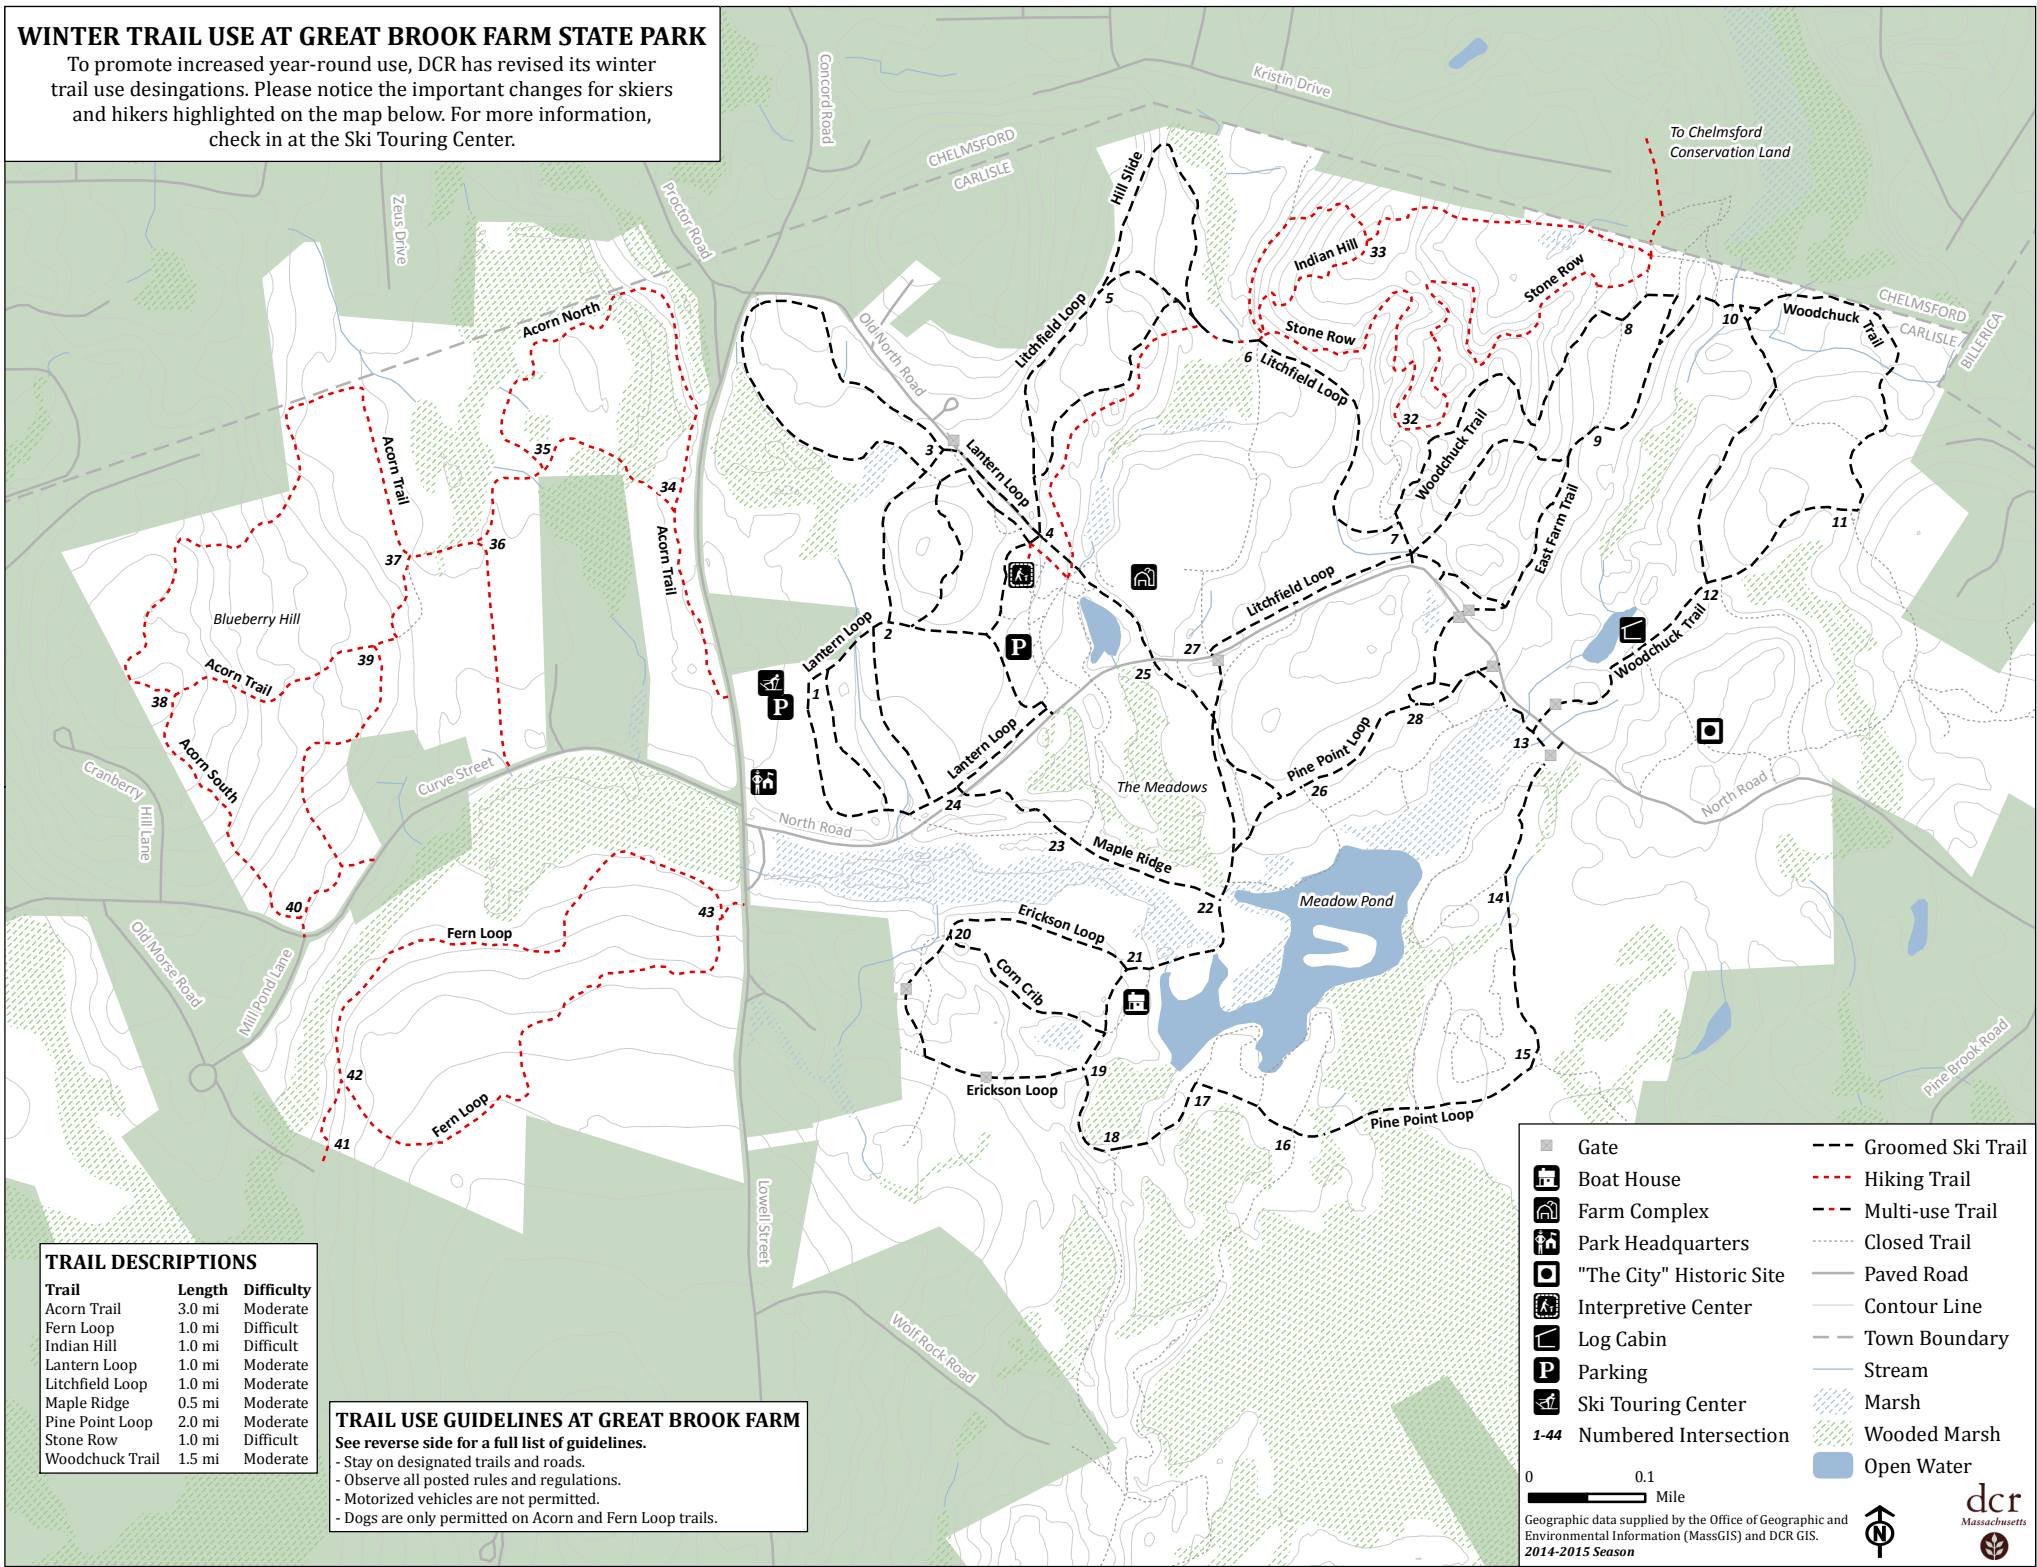 WINTER TRAIL USE AT GREAT BROOK FARM STATE PARK
To promote increased year-round use, DCR has revised its winter
trail use desingations. Please notice the important changes for skiers
and hikers highlighted on the map below. For more information,
check in at the Ski Touring Center.
Concord Road
Kristin Drive
To Chelmsford
Conservation Land
CHELMSFORD
CARLISLE
Zeus Drive
Proctor Road
Hill Side
Indian Hill
33
Stone Row
Acorn North
Old North Road
Litchfield Loop
5
Stone Row
6
Litchfield Loop
8
10
Woodchuck
Trail
CHELMSFORD
CARLISLE
BILLERICA
32
Woodchuck Trail
9
Acorn Trail
35
34
3
Lantern Loop
4
7
East Farm Trail
11
37
36
Acorn Trail
12
Blueberry Hill
Litchfield Loop
Lantern Loop
2
P
27
25
Woodchuck Trail
39
Acorn Trail
38
Acorn South
1
P
28
13
Pine Point Loop
26
Lantern Loop
24
The Meadows
Cranberry
Hill Lane
Curve Street
North Road
North Road
23
Maple Ridge
22
Meadow Pond
14
40
43
Fern Loop
Erickson Loop
20
21
Corn Crib
Old Morse Road
Mill Pond Lane
42
19
Erickson Loop
15
Pine Brook Road
Fern Loop
41
17
18
16
Pine Point Loop
Lowell Street
Wolf Rock Road
TRAIL DESCRIPTIONS
Trail Length Difficulty
Acorn Trail 3.0 mi Moderate
Fern Loop 1.0 mi Difficult
Indian Hill 1.0 mi Difficult
Lantern Loop 1.0 mi Moderate
Litchfield Loop 1.0 mi Moderate
Maple Ridge 0.5 mi Moderate
Pine Point Loop 2.0 mi Moderate
Stone Row 1.0 mi Difficult
Woodchuck Trail 1.5 mi Moderate
TRAIL USE GUIDELINES AT GREAT BROOK FARM
See reverse side for a full list of guidelines.
- Stay on designated trails and roads.
- Observe all posted rules and regulations.
- Motorized vehicles are not permitted.
- Dogs are only permitted on Acorn and Fern Loop trails.
Gate
Boat House
Farm Complex
Park Headquarters
"The City" Historic Site
Interpretive Center
Log Cabin
P Parking
Ski Touring Center
1-44 Numbered Intersection
Groomed Ski Trail
Hiking Trail
Multi-use Trail
Closed Trail
Paved Road
Contour Line
Town Boundary
Stream
Marsh
Wooded Marsh
Open Water
0 0.1
Mile
Geographic data supplied by the Office of Geographic and
Environmental Information (MassGIS) and DCR GIS.
2014-2015 Season
N
dcr
Massachusetts